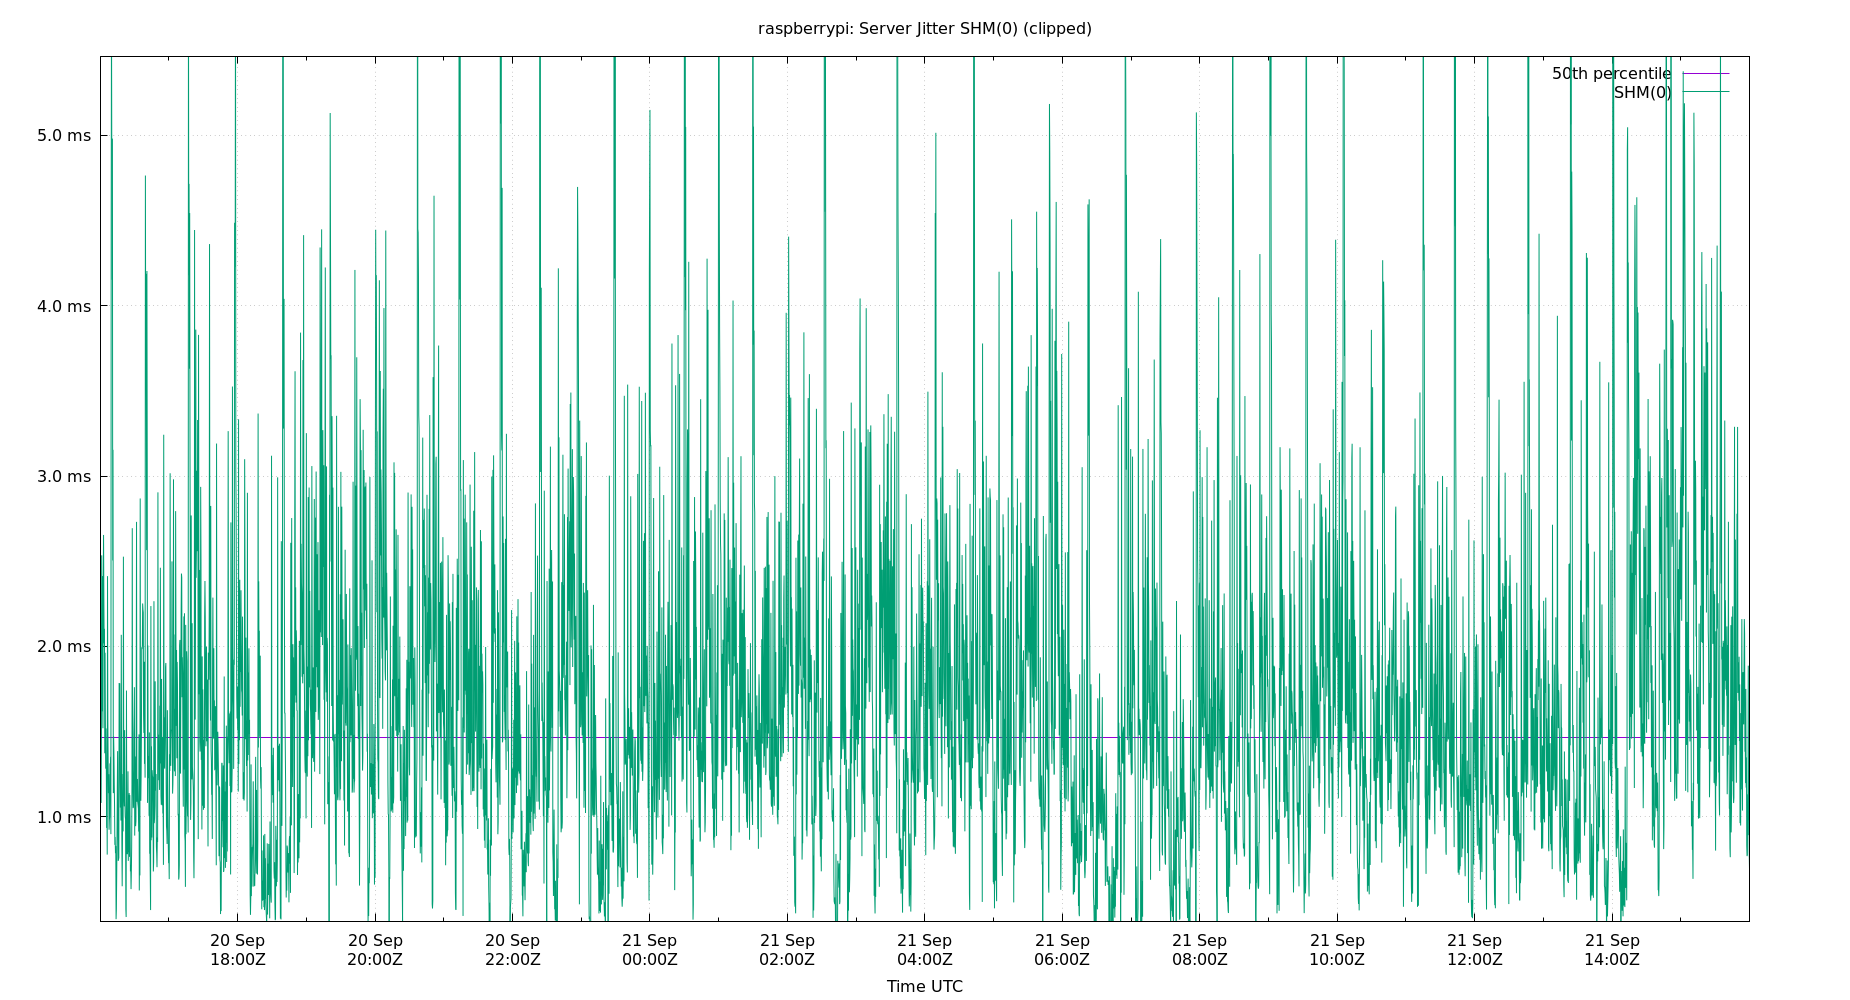 raspberrypi: Server Jitter SHM(0) (clipped)
50th percentile
SHM(0)
5.0 ms
4.0 ms
3.0 ms
2.0 ms
1.0 ms
20 Sep 20 Sep 20 Sep 21 Sep 21 Sep 21 Sep 21 Sep 21 Sep 21 Sep 21 Sep 21 Sep
18:00Z 20:00Z 22:00Z 00:00Z 02:00Z 04:00Z 06:00Z 08:00Z 10:00Z 12:00Z 14:00Z
Time UTC